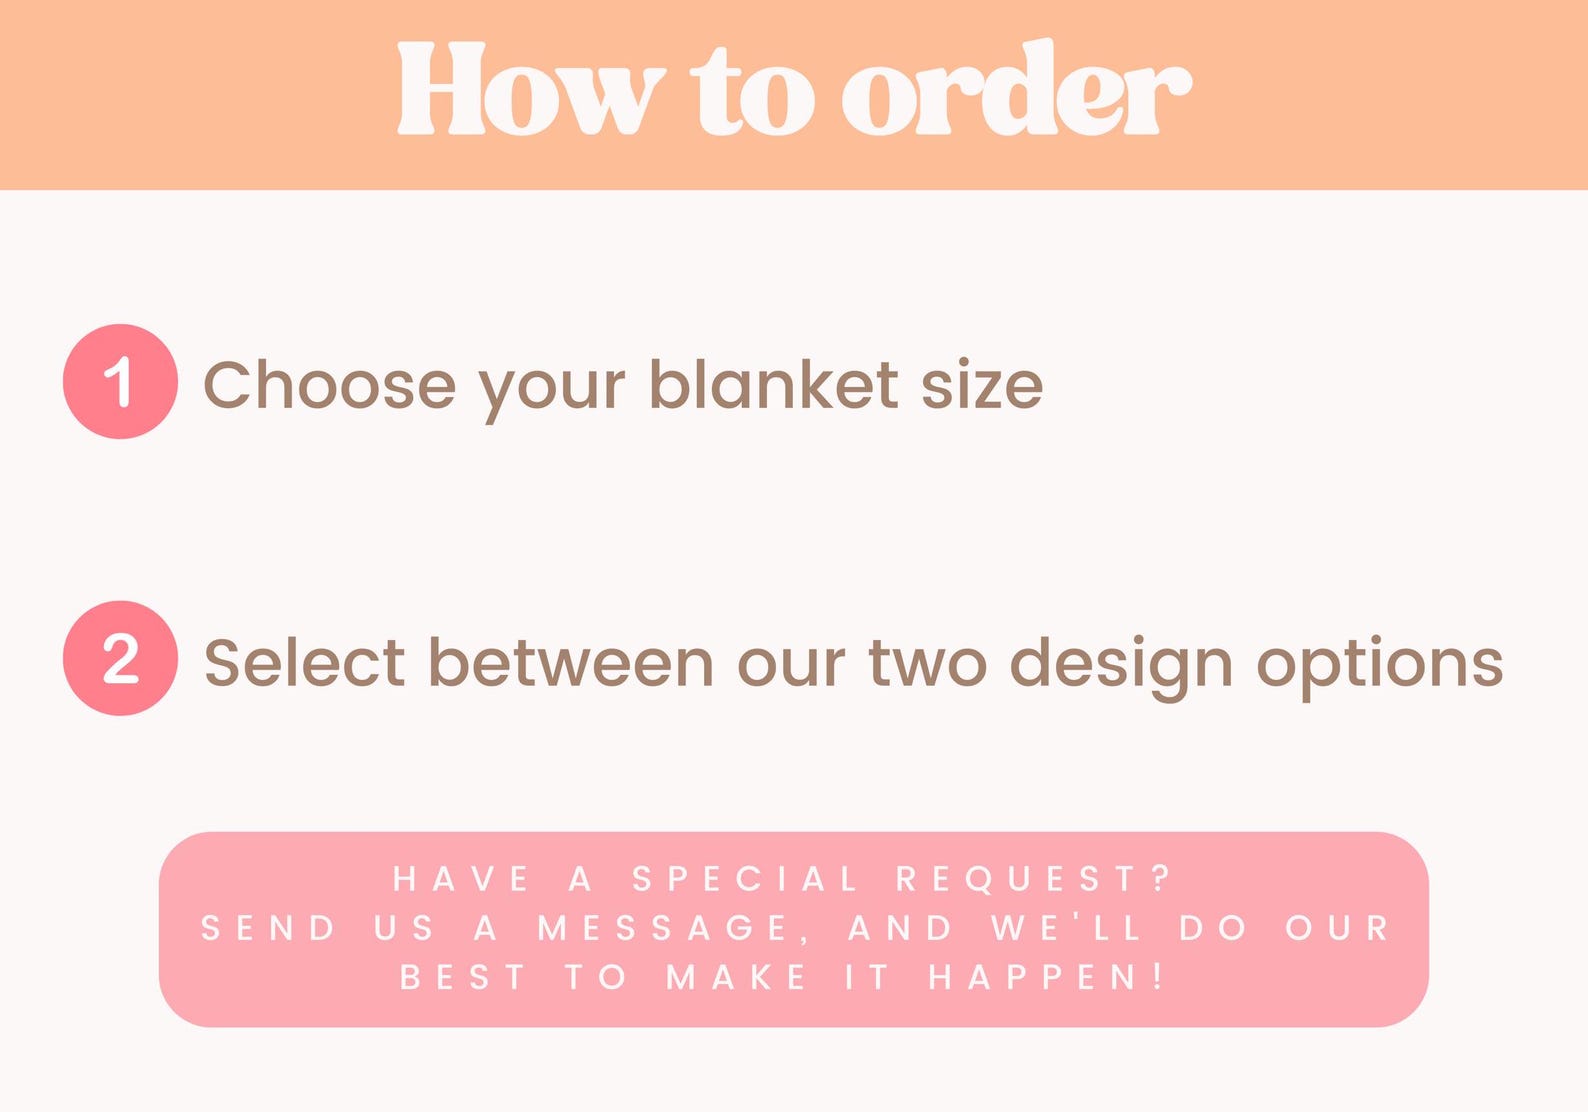 How to order
1 Choose your blanket size
2 Select between our two design options
HAVE A SPECIAL REQUEST?
SEND US A MESSAGE, AND WE'LL DO OUR
BEST TO MAKE IT HAPPEN!